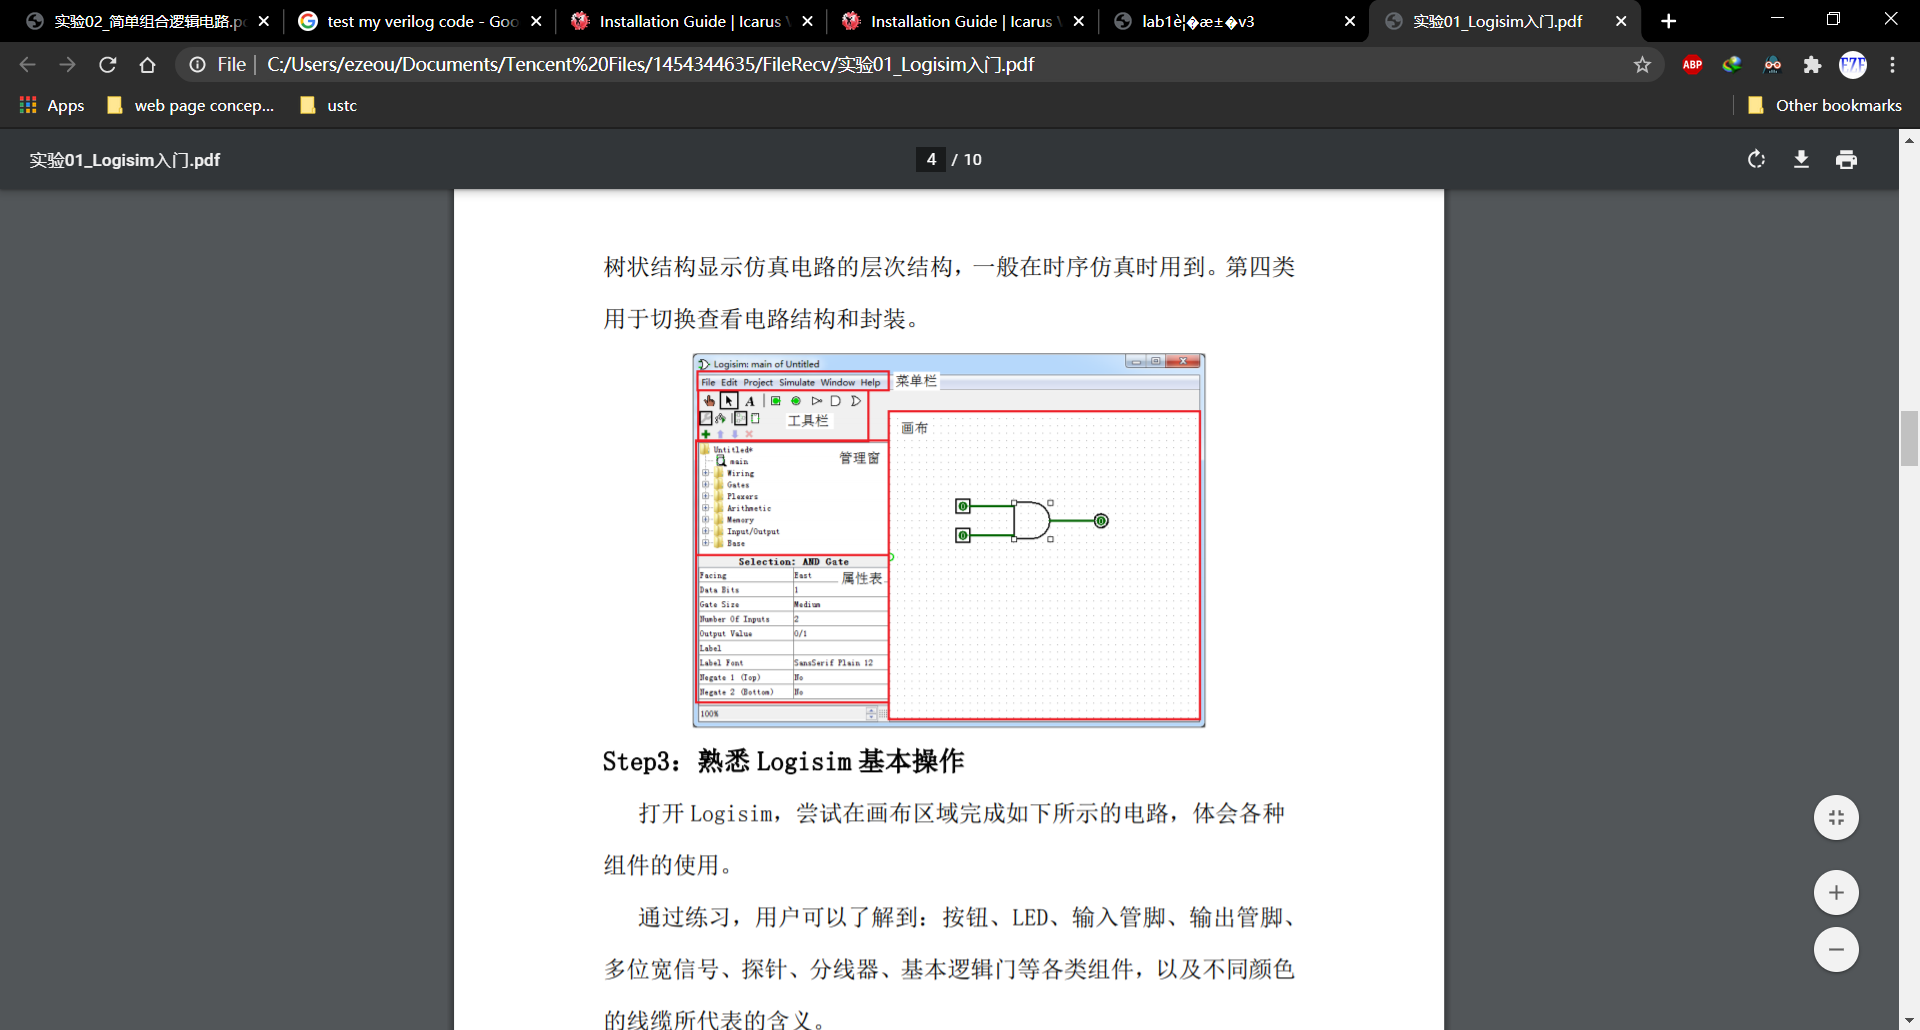 实验02_简单组合逻辑电路.p
test my verilog code - Goo
Installation Guide | Icarus
Installation Guide | Icarus
lab1è¦�æ±�v3
实验01_Logisim入门.pdf
File
C:/Users/ezeou/Documents/Tencent%20Files/1454344635/FileRecv/实验01_Logisim入门.pdf
ABP
EZE
Apps
web page concep...
ustc
Other bookmarks
实验01_Logisim入门.pdf
4 / 10
树状结构显示仿真电路的层次结构，一般在时序仿真时用到。第四类
用于切换查看电路结构和封装。
Logisim: main of Untitled
File Edit Project Simulate Window Help
菜单栏
A
工具栏
画布
Untitled*
管理窗
main
Wiring
Gates
Plexers
Arithmetic
Memory
Input/Output
Base
0
0
0
Selection: AND Gate
Facing East
属性表
Data Bits 1
Gate Size Medium
Number Of Inputs 2
Output Value 0/1
Label
Label Font SansSerif Plain 12
Negate 1 (Top) No
Negate 2 (Bottom) No
100%
Step3：熟悉 Logisim 基本操作
打开 Logisim，尝试在画布区域完成如下所示的电路，体会各种
组件的使用。
通过练习，用户可以了解到：按钮、LED、输入管脚、输出管脚、
多位宽信号、探针、分线器、基本逻辑门等各类组件，以及不同颜色
的线缆所代表的含义。